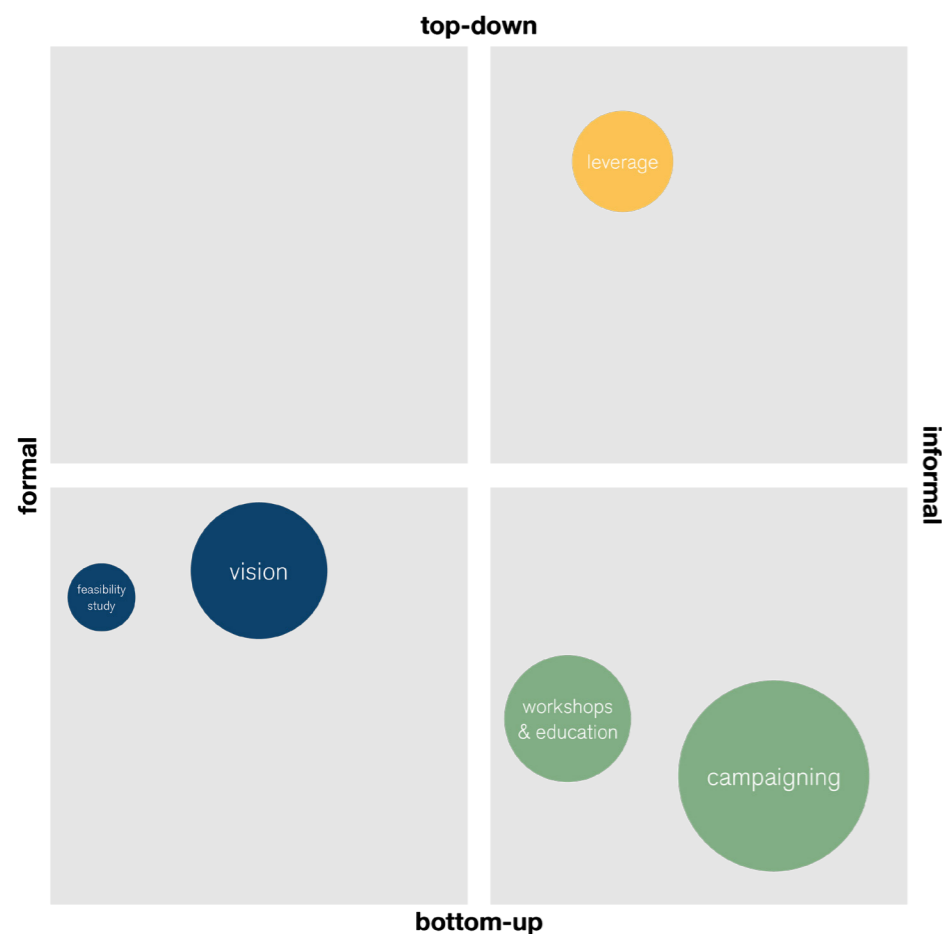 top-down
leverage
formal
informal
vision
feasibility
study
workshops
& education
campaigning
bottom-up